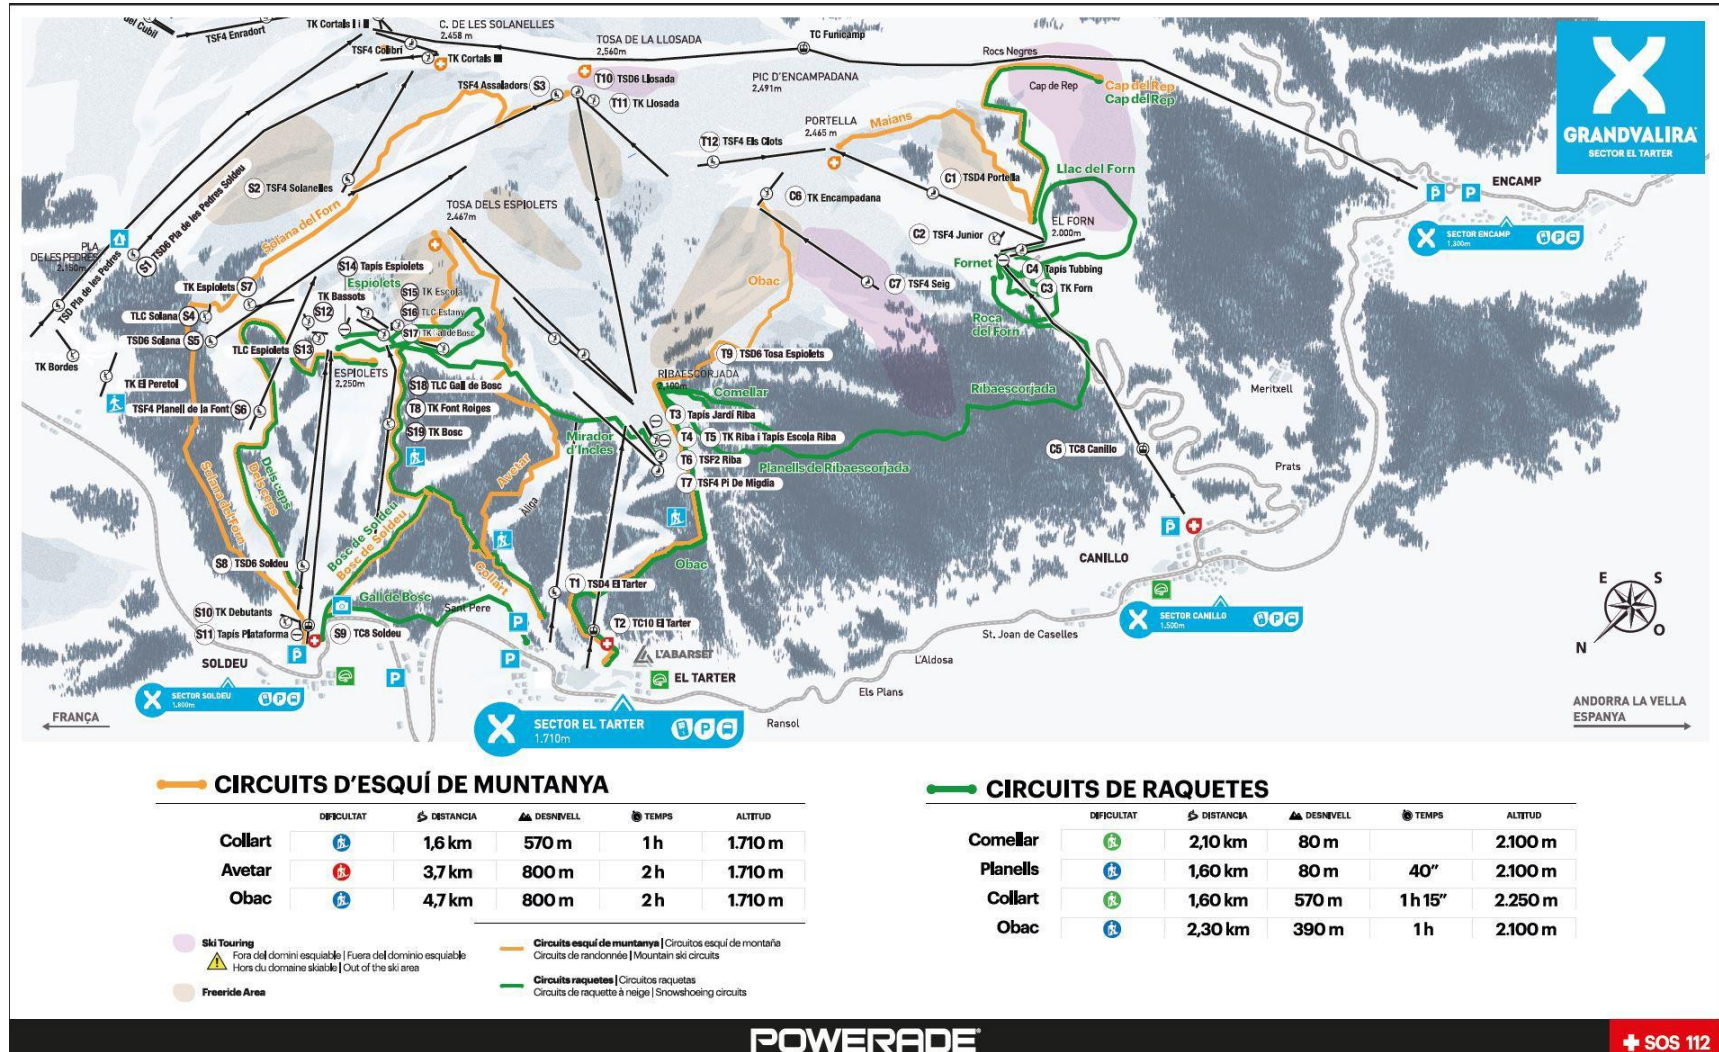 del Cubil
TSF4 Enradort
TK Cortals I i II
C. DE LES SOLANELLES
2.458 m
TSF4 Colibri
TK Cortals III
TOSA DE LA LLOSADA
2,560m
TC Funicamp
Rocs Negres
TSF4 Assaladors S3
T10 TSD6 Llosada
T11 TK Llosada
PIC D'ENCAMPADANA
2,491m
Cap de Rep
Cap del Rep
Cap del Rep
GRANDVALIRA
SECTOR EL TARTER
PORTELLA
2.465 m
Maians
T12 TSF4 Els Clots
C1 TSD4 Portella
Llac del Forn
ENCAMP
SECTOR ENCAMP
1,300m
S2 TSF4 Solanelles
C6 TK Encampadana
TOSA DELS ESPIOLETS
2.467m
Solana del Forn
EL FORN
2.000m
C2 TSF4 Junior
PLA
DE LES PEDRES
2.150m
S1 TSD6 Pla de les Pedres Soldeu
TSD Pla de les Pedres
S14 Tapís Espiolets
Espiolets
Fornet
C4 Tapís Tubbing
C3 TK Forn
TK Espiolets S7
TK Bassots
S12
S15 TK Escola
S16 TLC Estany
S17 TK Gall de Bosc
Obac
C7 TSF4 Seig
Roca
del Forn
TLC Solana S4
TSD6 Solana S5
TLC Espiolets S13
TK Bordes
T9 TSD6 Tosa Espiolets
ESPIOLETS
2.250m
RIBAESCORJADA
2.100m
TK El Peretol
S18 TLC Gall de Bosc
Comellar
Ribaescorjada
Meritxell
TSF4 Planell de la Font S6
T8 TK Font Roiges
T3 Tapís Jardí Riba
S19 TK Bosc
Mirador
d'Incles
T4
T5 TK Riba i Tapís Escola Riba
C5 TC8 Canillo
Solana del Forn
Dels ceps
Dels ceps
Avetar
T6 TSF2 Riba
Planells de Ribaescorjada
Prats
T7 TSF4 Pi De Migdia
Àliga
Bosc de Soldeu
Bosc de Soldeu
S8 TSD6 Soldeu
Collart
Obac
CANILLO
T1 TSD4 El Tarter
Gall de Bosc
Sant Pere
S10 TK Debutants
S11 Tapís Plataforma
S9 TC8 Soldeu
T2 TC10 El Tarter
SECTOR CANILLO
1.500m
E S
N O
St. Joan de Caselles
L'ABARSET
L'Aldosa
SOLDEU
EL TARTER
Els Plans
SECTOR SOLDEU
1,800m
FRANÇA
SECTOR EL TARTER
1.710m
Ransol
ANDORRA LA VELLA
ESPANYA
CIRCUITS D'ESQUÍ DE MUNTANYA
DIFICULTAT DISTANCIA DESNIVELL TEMPS ALTITUD
Collart 1,6 km 570 m 1 h 1.710 m
Avetar 3,7 km 800 m 2 h 1.710 m
Obac 4,7 km 800 m 2 h 1.710 m
CIRCUITS DE RAQUETES
DIFICULTAT DISTANCIA DESNIVELL TEMPS ALTITUD
Comellar 2,10 km 80 m 2.100 m
Planells 1,60 km 80 m 40” 2.100 m
Collart 1,60 km 570 m 1 h 15” 2.250 m
Obac 2,30 km 390 m 1 h 2.100 m
Ski Touring
Fora del domini esquiable | Fuera del dominio esquiable
Hors du domaine skiable | Out of the ski area
Freeride Area
Circuits esquí de muntanya | Circuitos esquí de montaña
Circuits de randonnée | Mountain ski circuits
Circuits raquetes | Circuitos raquetas
Circuits de raquette à neige | Snowshoeing circuits
POWERADE
SOS 112